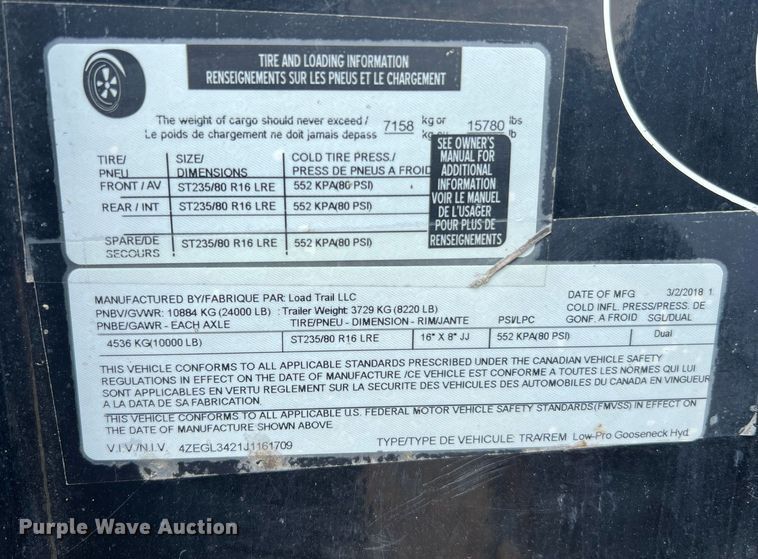 TIRE AND LOADING INFORMATION
RENSEIGNEMENTS SUR LES PNEUS ET LE CHARGEMENT
The weight of cargo should never exceed / 7158 kg or 15780 lbs
Le poids de chargement ne doit jamais depass kg ou lb
TIRE/ SIZE/ COLD TIRE PRESS./
PNEU DIMENSIONS PRESS DE PNEUS A FROID
FRONT / AV ST235/80 R16 LRE 552 KPA(80 PSI)
REAR / INT ST235/80 R16 LRE 552 KPA(80 PSI)
SPARE/DE ST235/80 R16 LRE 552 KPA(80 PSI)
SECOURS
SEE OWNER'S
MANUAL FOR
ADDITIONAL
INFORMATION
VOIR LE MANUEL
DE L'USAGER
POUR PLUS DE
RENSEIGNEMENTS
MANUFACTURED BY/FABRIQUE PAR: Load Trail LLC DATE OF MFG 3/2/2018 1
PNBV/GVWR: 10884 KG (24000 LB) : Trailer Weight: 3729 KG (8220 LB) COLD INFL. PRESS/PRESS. DE
PNBE/GAWR - EACH AXLE TIRE/PNEU - DIMENSION - RIM/JANTE PSI/LPC GONF. A FROID SGL/DUAL
4536 KG(10000 LB) ST235/80 R16 LRE 16" X 8" JJ 552 KPA(80 PSI) Dual
THIS VEHICLE CONFORMS TO ALL APPLICABLE STANDARDS PRESCRIBED UNDER THE CANADIAN VEHICLE SAFETY
REGULATIONS IN EFFECT ON THE DATE OF MANUFACTURE /CE VEHICLE EST CONFORME A TOUTES LES NORMES QUI LUI
SONT APPLICABLES EN VERTU REGLEMENT SUR LA SECURITE DES VEHICULES DES AUTOMOBILES DU CANADA EN VINGUEUR
A LA DATA DE SA FABRICATION.
THIS VEHICLE CONFORMS TO ALL APPLICABLE U.S. FEDERAL MOTOR VEHICLE SAFETY STANDARDS(FMVSS) IN EFFECT ON
THE DATE OF MANUFACTURE SHOWN ABOVE.
V.I.V./N.I.V. 4ZEGL3421J1161709 TYPE/TYPE DE VEHICULE: TRA/REM Low-Pro Gooseneck Hyd.
Purple Wave Auction